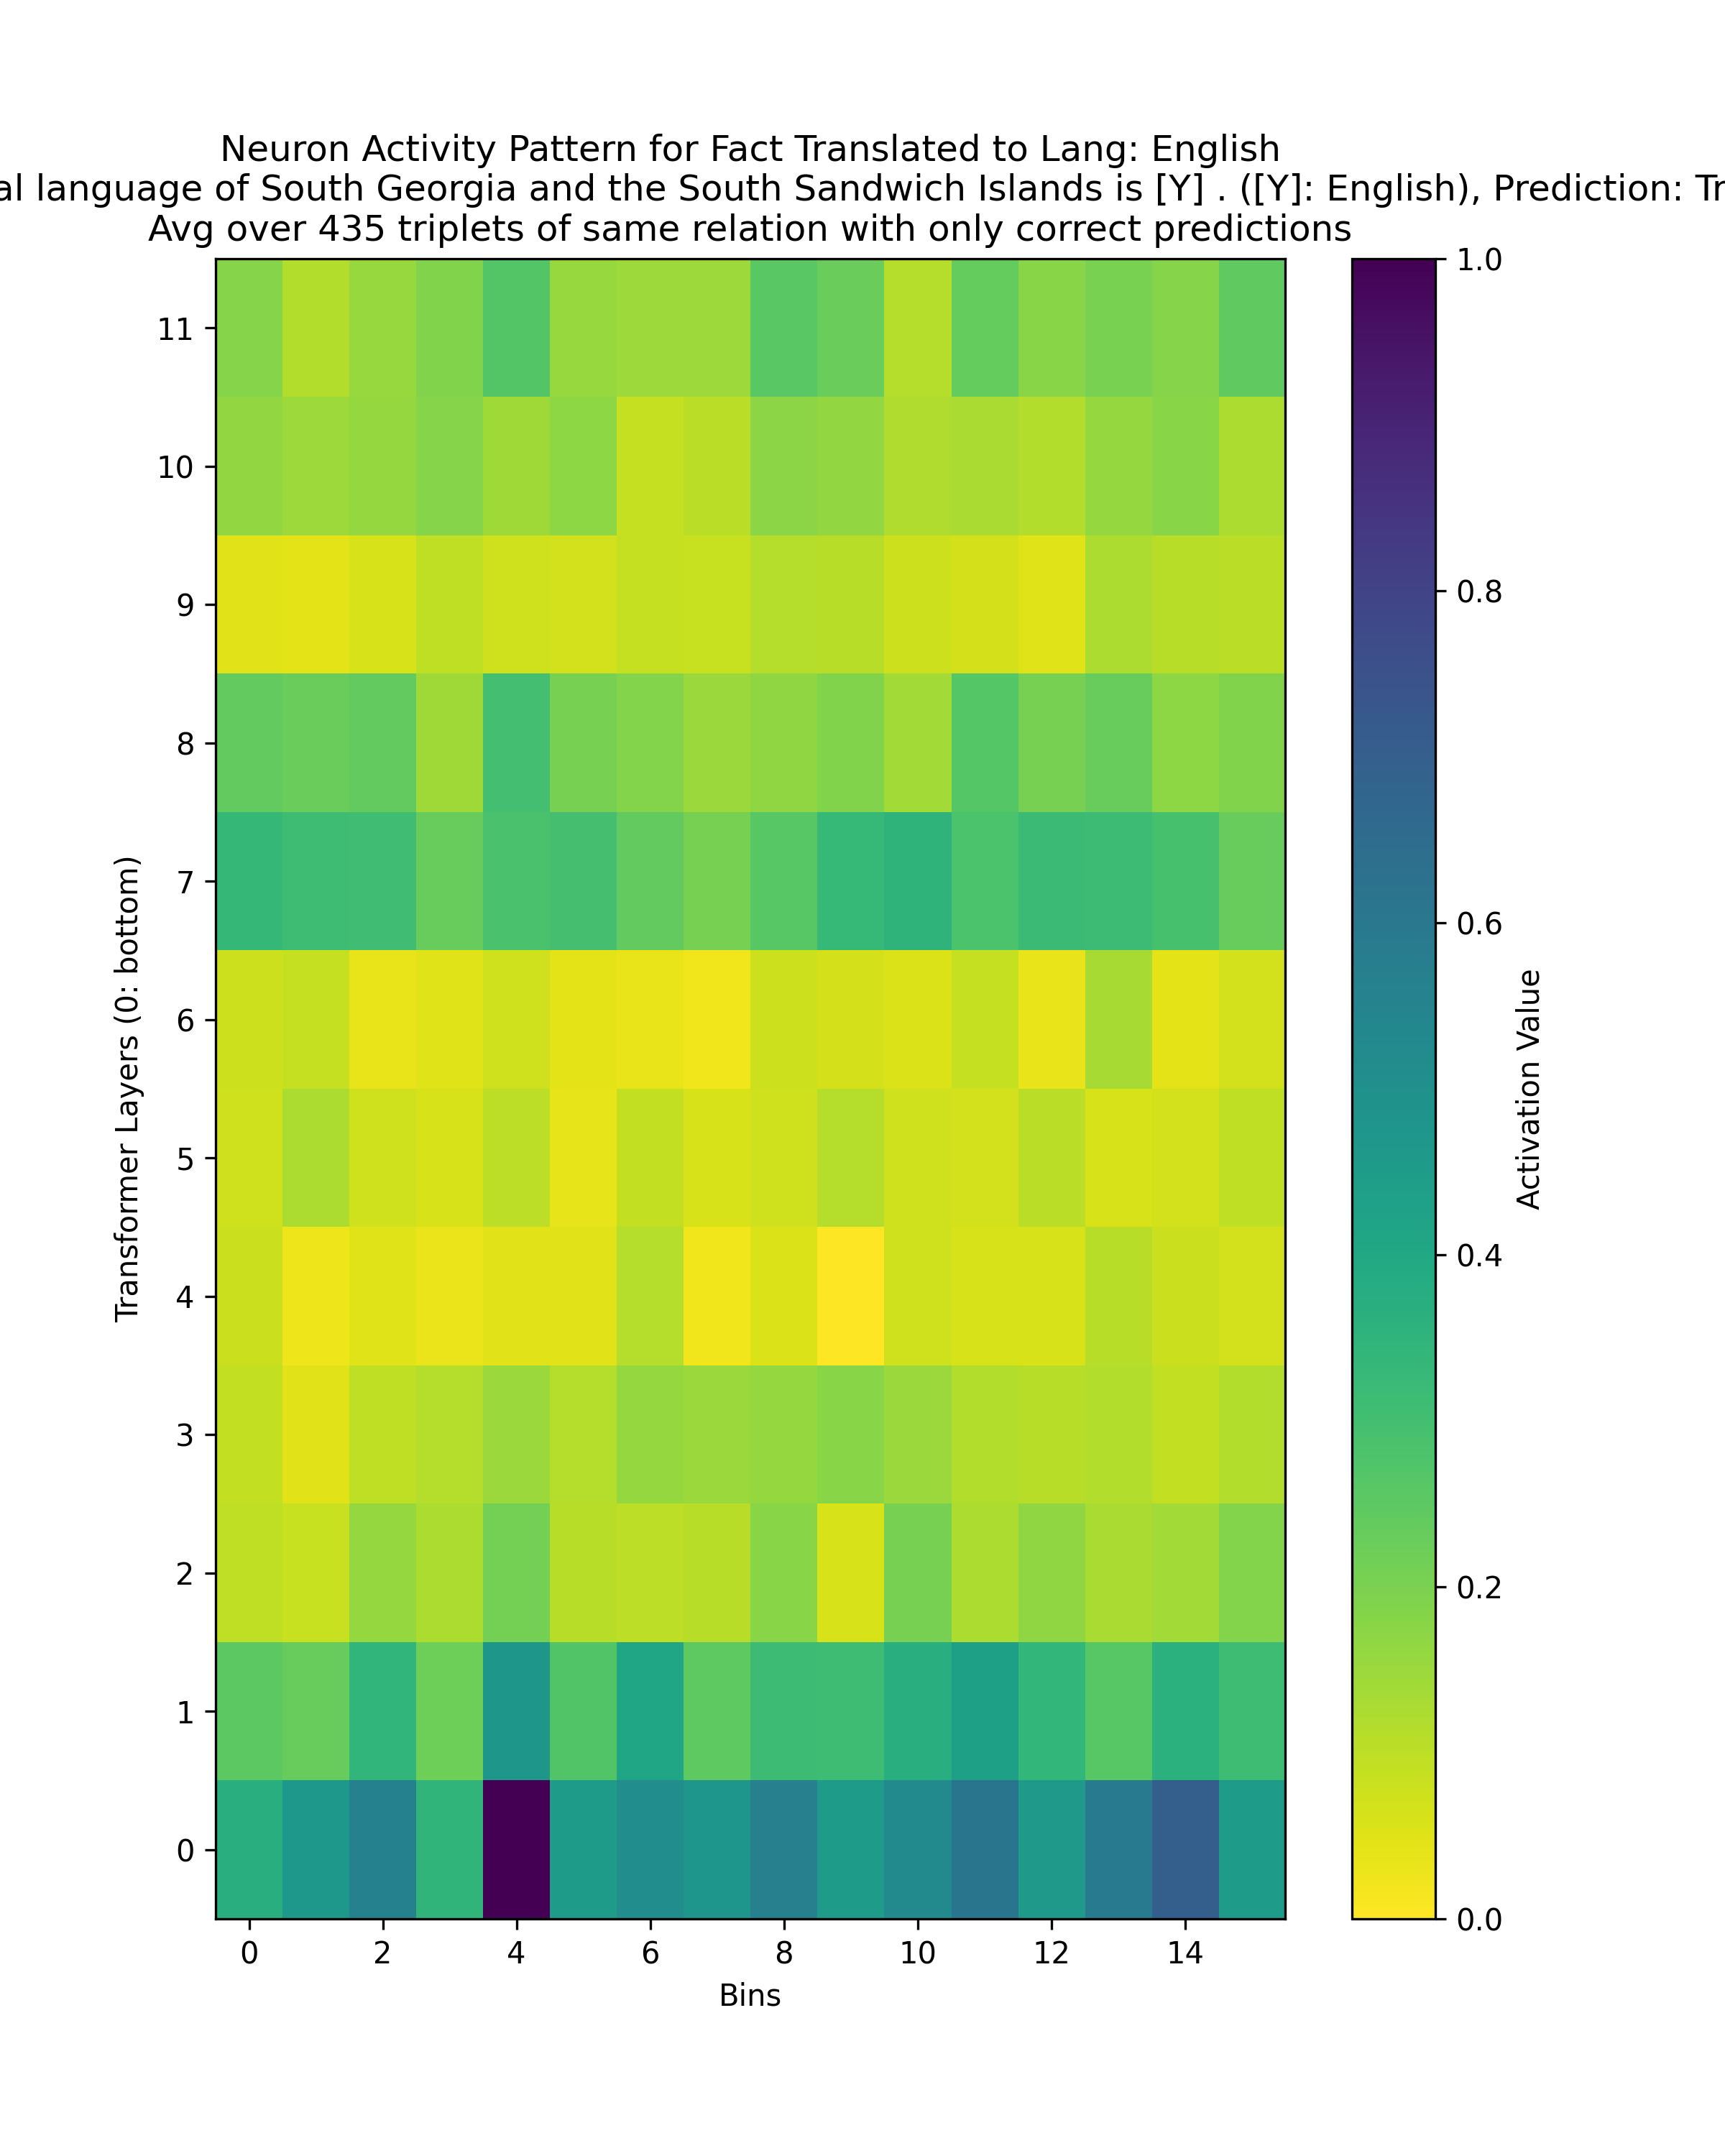 Neuron Activity Pattern for Fact Translated to Lang: English
language of South Georgia and the South Sandwich Islands is [Y] . ([Y]: English), Prediction:
Avg over 435 triplets of same relation with only correct predictions
1.0
11
10
0.8
9
8
7
0.6
Transformer Layers (0: bottom)
Activation Value
6
5
4
0.4
3
2
0.2
1
0
0.0
0 2 4 6 8 10 12 14
Bins